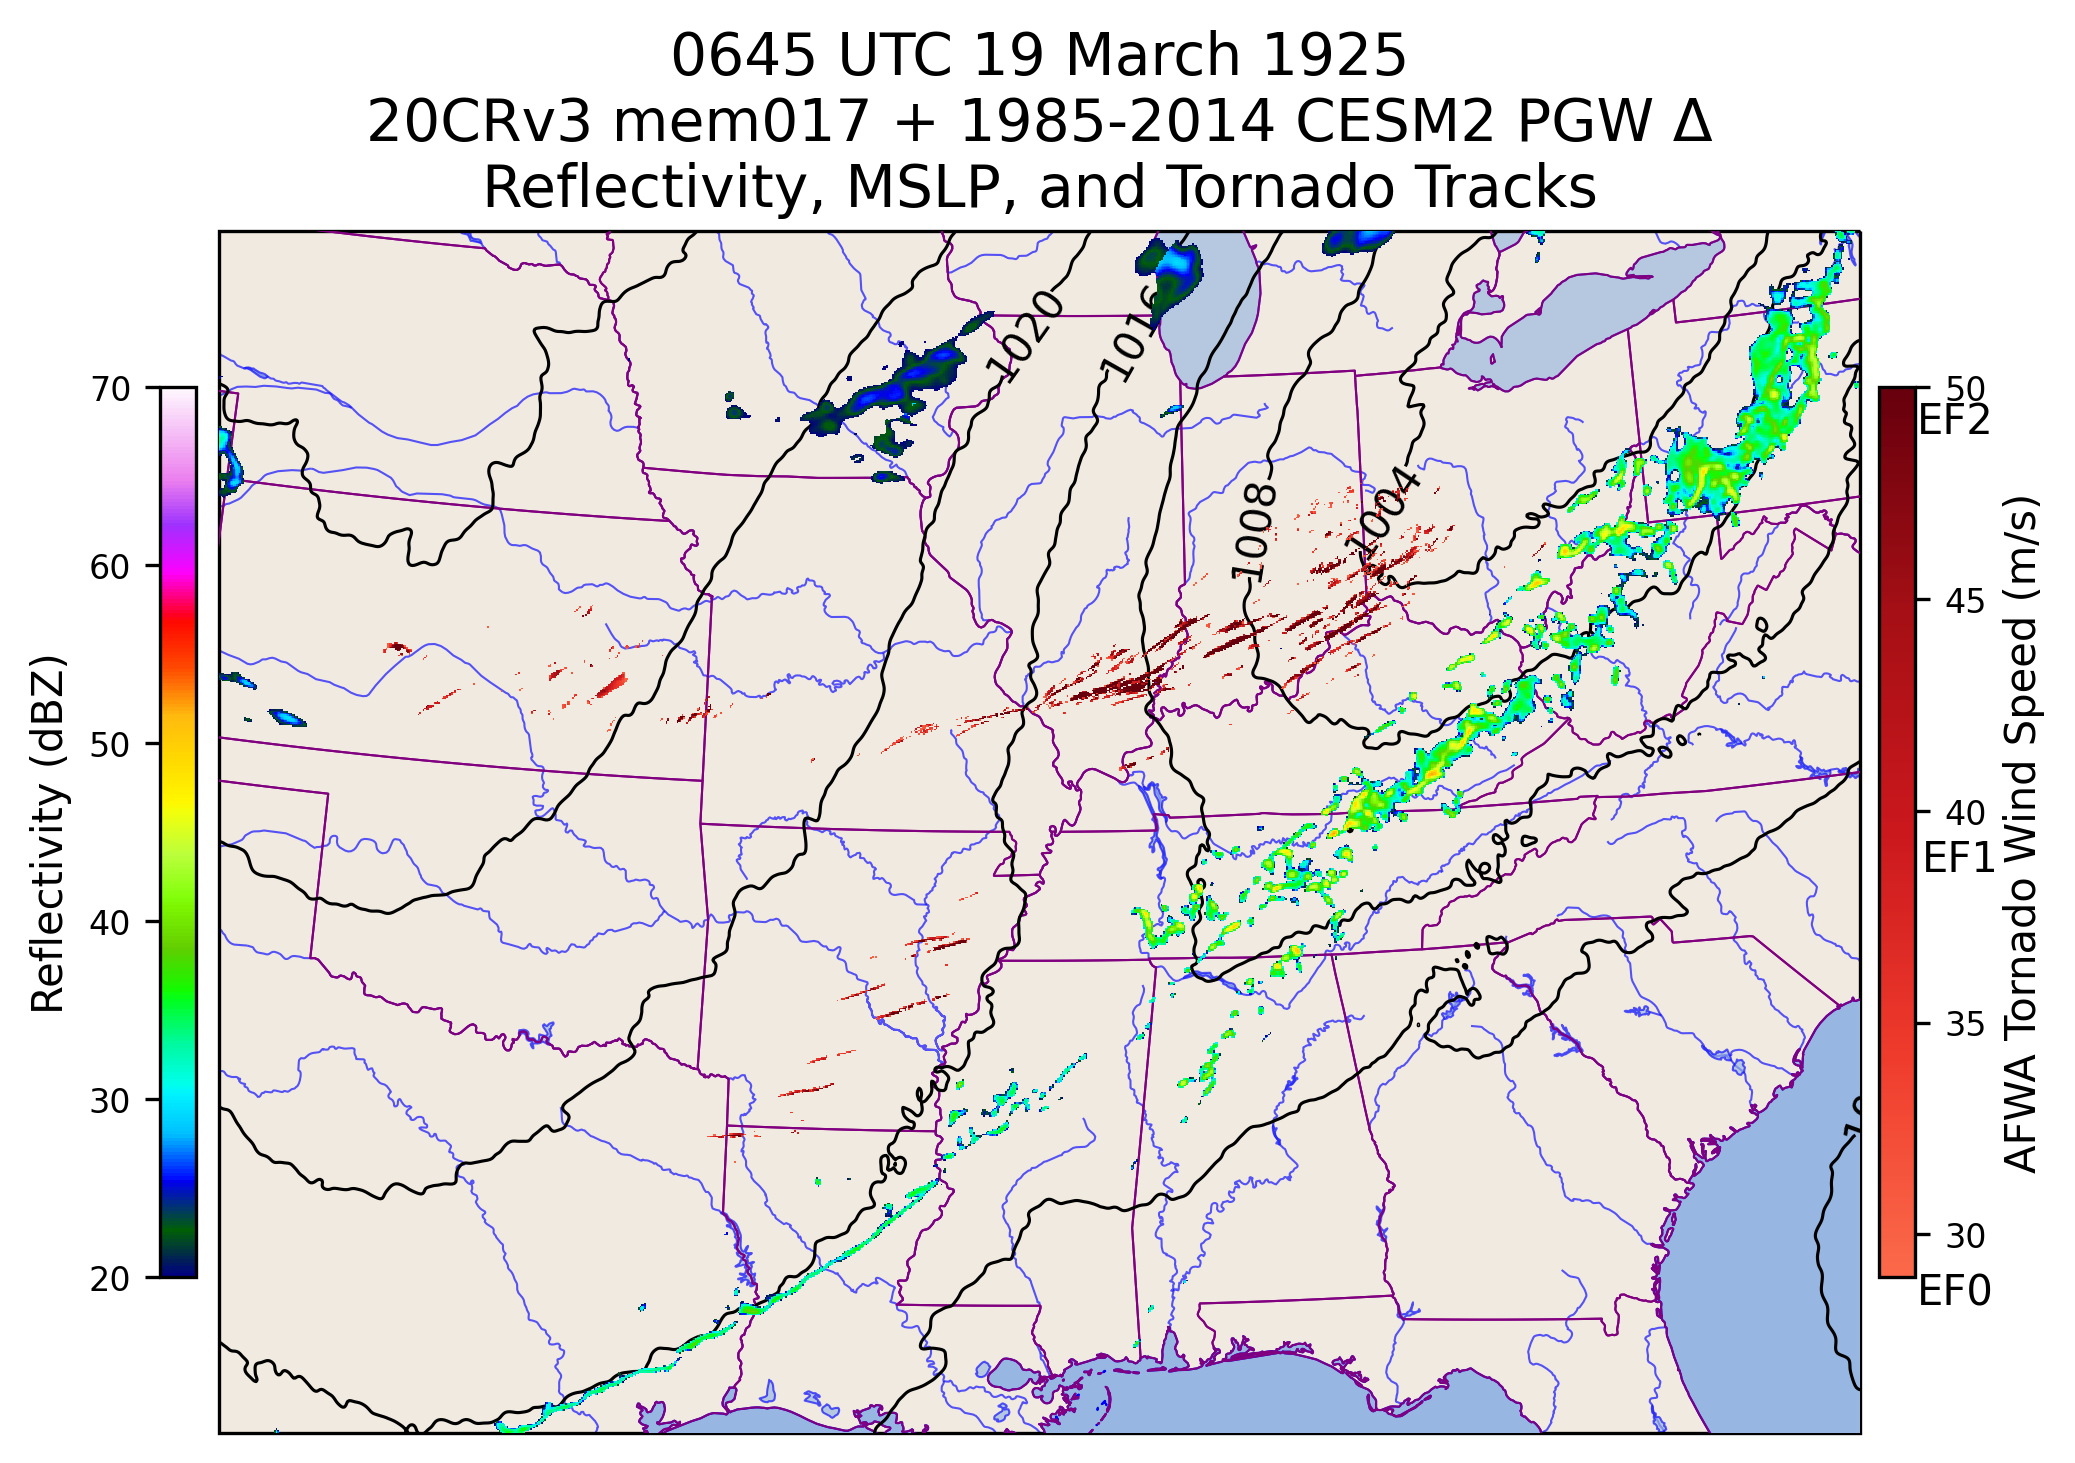 0645 UTC 19 March 1925
20CRv3 mem017 + 1985-2014 CESM2 PGW Δ
Reflectivity, MSLP, and Tornado Tracks
70
60
50
40
30
20
Reflectivity (dBZ)
1020
1016
1008
1004
50
EF2
45
40
EF1
35
30
EF0
AFWA Tornado Wind Speed (m/s)